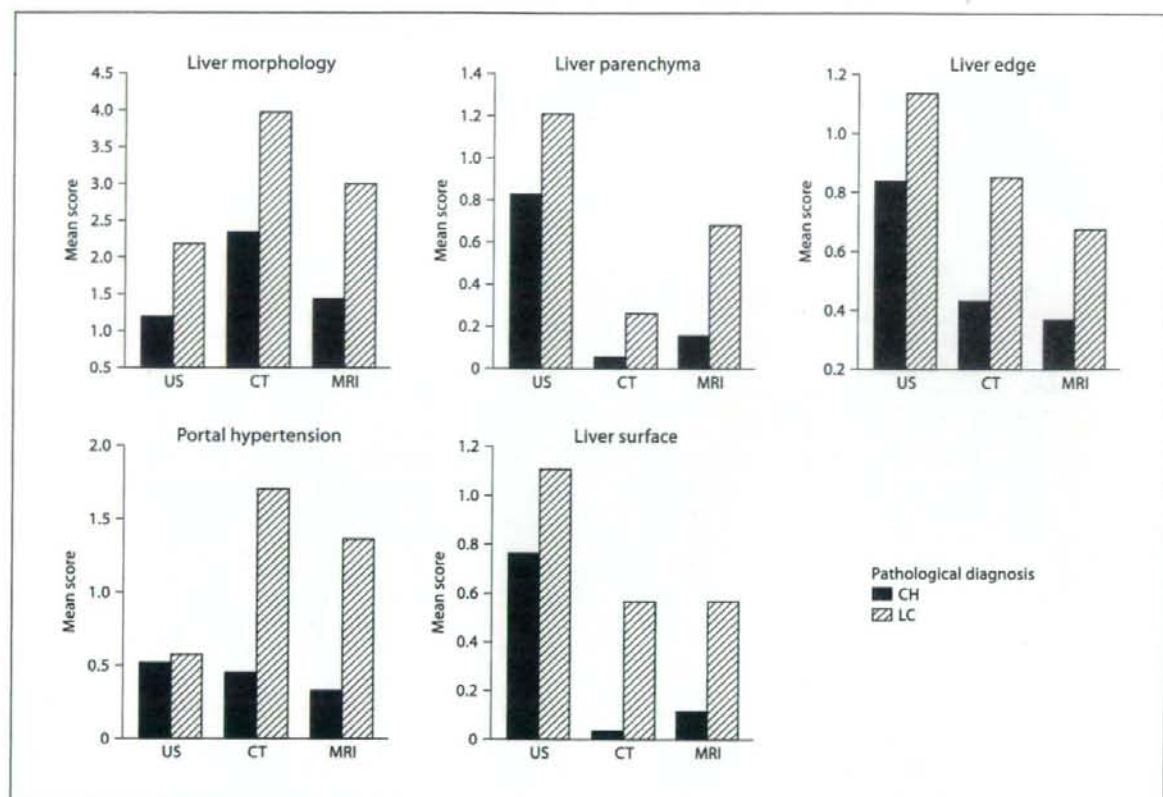 Liver morphology
Mean score
4.5
4.0
3.5
3.0
2.5
2.0
1.5
1.0
0.5
US CT MRI
Liver parenchyma
Mean score
1.4
1.2
1.0
0.8
0.6
0.4
0.2
0
US CT MRI
Liver edge
Mean score
1.2
1.0
0.8
0.6
0.4
0.2
US CT MRI
Portal hypertension
Mean score
2.0
1.5
1.0
0.5
0
US CT MRI
Liver surface
Mean score
1.2
1.0
0.8
0.6
0.4
0.2
0
US CT MRI
Pathological diagnosis
CH
LC